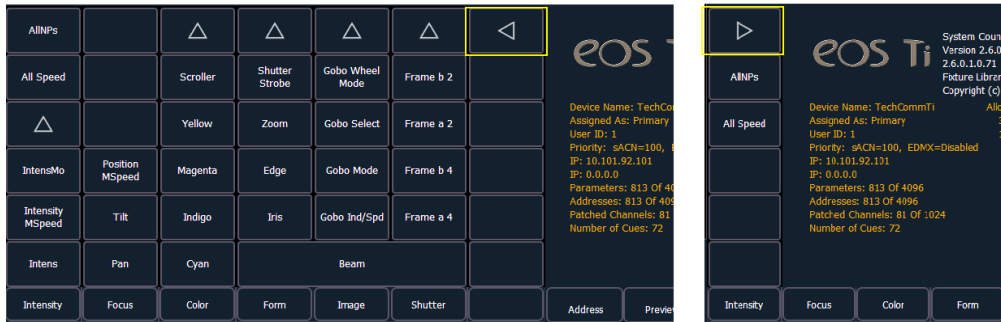 AllNPs
All Speed
Scroller
Shutter
Strobe
Gobo Wheel
Mode
Frame b 2
Yellow
Zoom
Gobo Select
Frame a 2
IntensMo
Position
MSpeed
Magenta
Edge
Gobo Mode
Frame b 4
Intensity
MSpeed
Tilt
Indigo
Iris
Gobo Ind/Spd
Frame a 4
Intens
Pan
Cyan
Beam
Intensity
Focus
Color
Form
Image
Shutter
eos
Device Name: TechCo
Assigned As: Primary
User ID: 1
Priority: sACN=100,
IP: 10.101.92.101
IP: 0.0.0.0
Parameters: 813 Of 40
Addresses: 813 Of 409
Patched Channels: 81
Number of Cues: 72
Address
Preview
AllNPs
All Speed
Intensity
eos Ti
System Coun
Version 2.6.0
2.6.0.1.0.71
Fixture Librar
Copyright (c)
Device Name: TechCommTi
Assigned As: Primary
User ID: 1
Priority: sACN=100, EDMX=Disabled
IP: 10.101.92.101
IP: 0.0.0.0
Parameters: 813 Of 4096
Addresses: 813 Of 4096
Patched Channels: 81 Of 1024
Number of Cues: 72
Focus
Color
Form